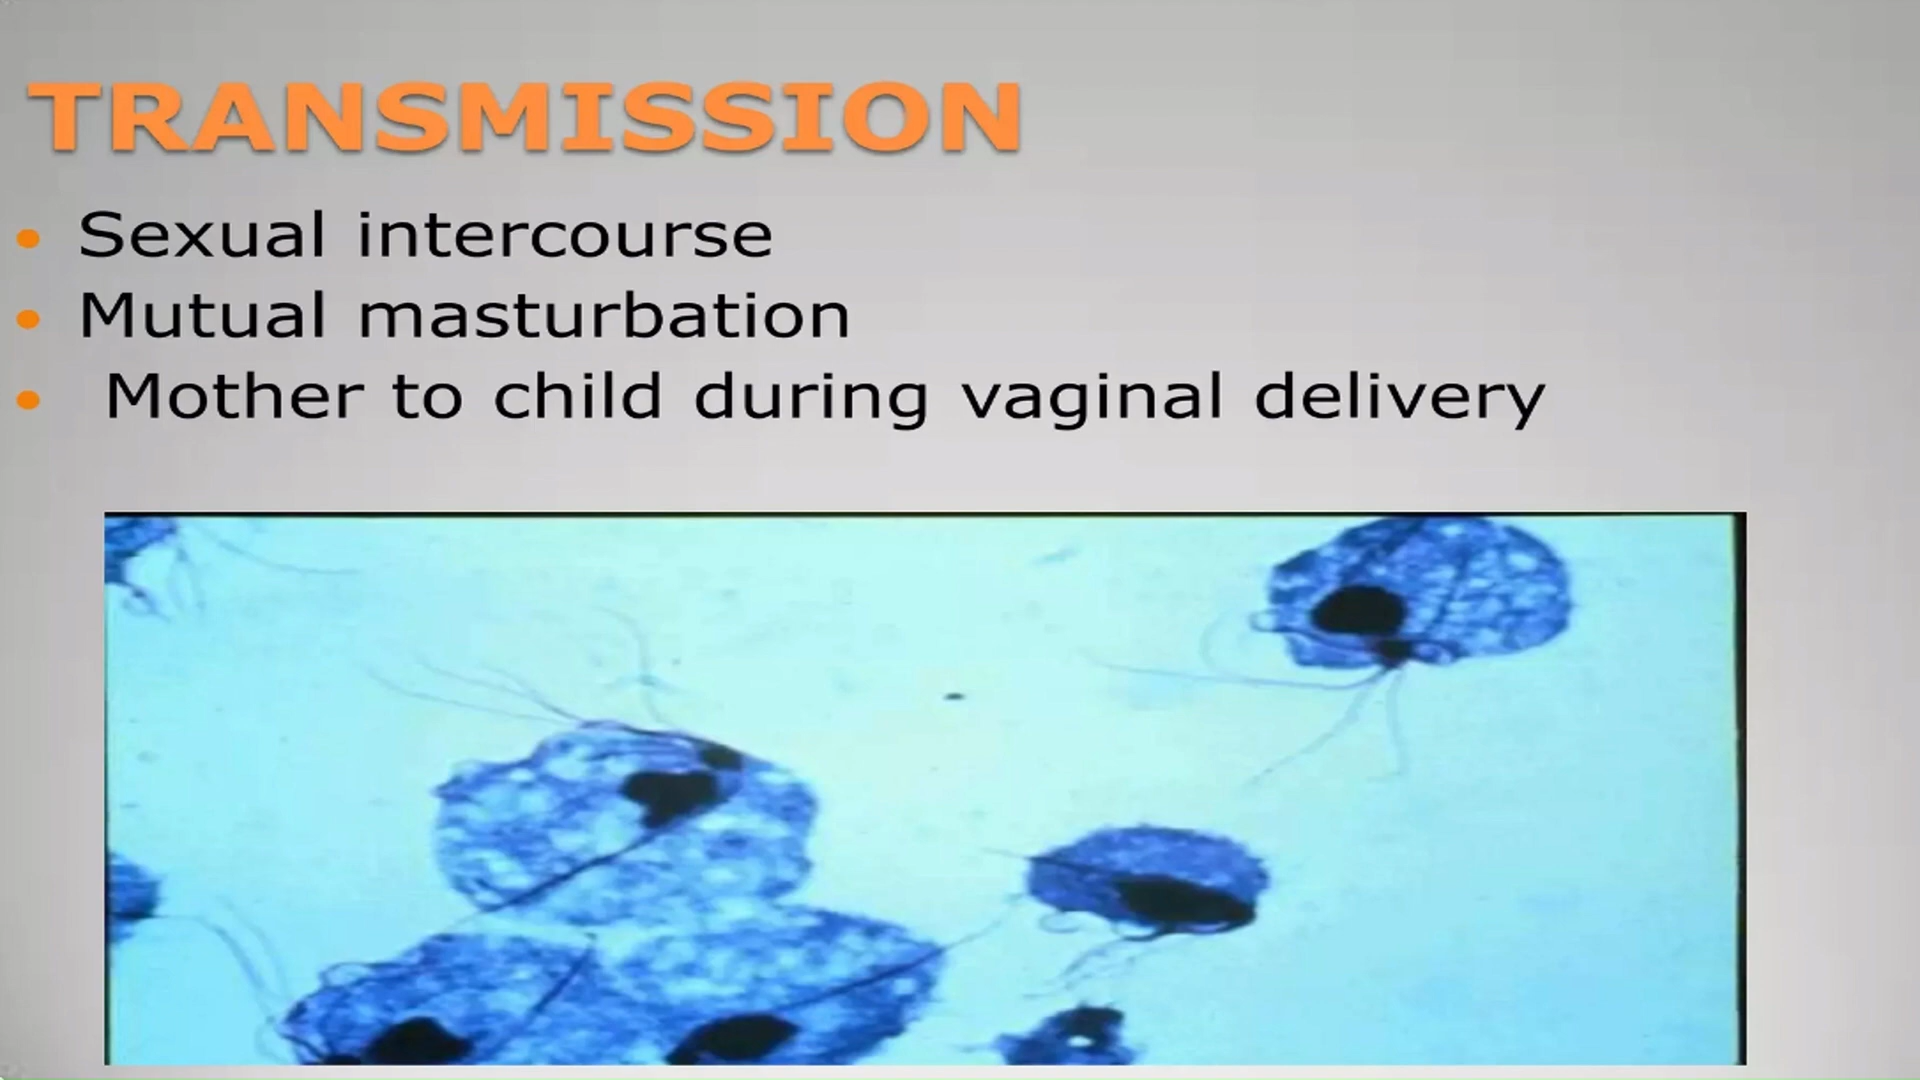 TRANSMISSION
• Sexual intercourse
• Mutual masturbation
• Mother to child during vaginal delivery